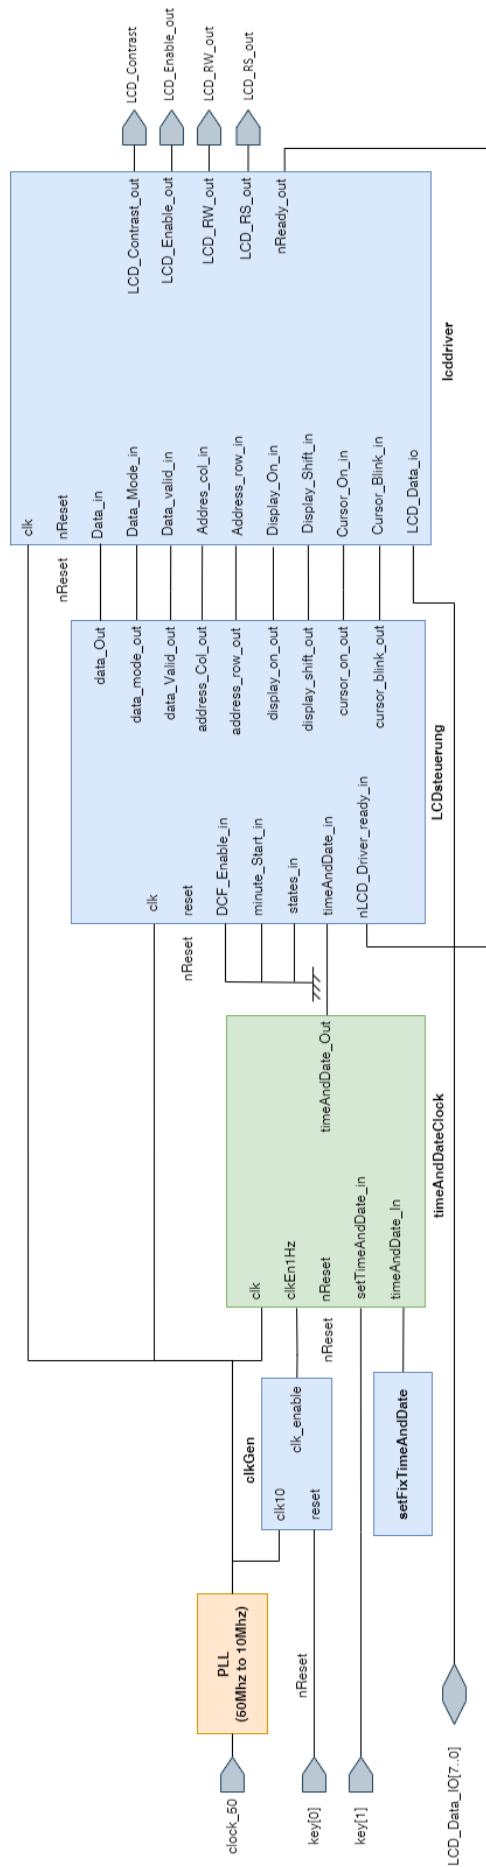 clock_50
key[0]
key[1]
LCD_Data_IO[7..0]
PLL
(50Mhz to 10Mhz)
nReset
clkGen
clk10
reset
clk_enable
setFixTimeAndDate
nReset
clk
clkEn1Hz
nReset
setTimeAndDate_in
timeAndDate_In
timeAndDate_Out
timeAndDateClock
nReset
clk
reset
DCF_Enable_in
minute_Start_in
states_in
timeAndDate_in
nLCD_Driver_ready_in
data_Out
data_mode_out
data_Valid_out
address_Col_out
address_row_out
display_on_out
display_shift_out
cursor_on_out
cursor_blink_out
LCDsteuerung
nReset
clk
nReset
Data_in
Data_Mode_in
Data_valid_in
Addres_col_in
Address_row_in
Display_On_in
Display_Shift_in
Cursor_On_in
Cursor_Blink_in
LCD_Data_io
LCD_Contrast_out
LCD_Enable_out
LCD_RW_out
LCD_RS_out
nReady_out
lcddriver
LCD_Contrast
LCD_Enable_out
LCD_RW_out
LCD_RS_out